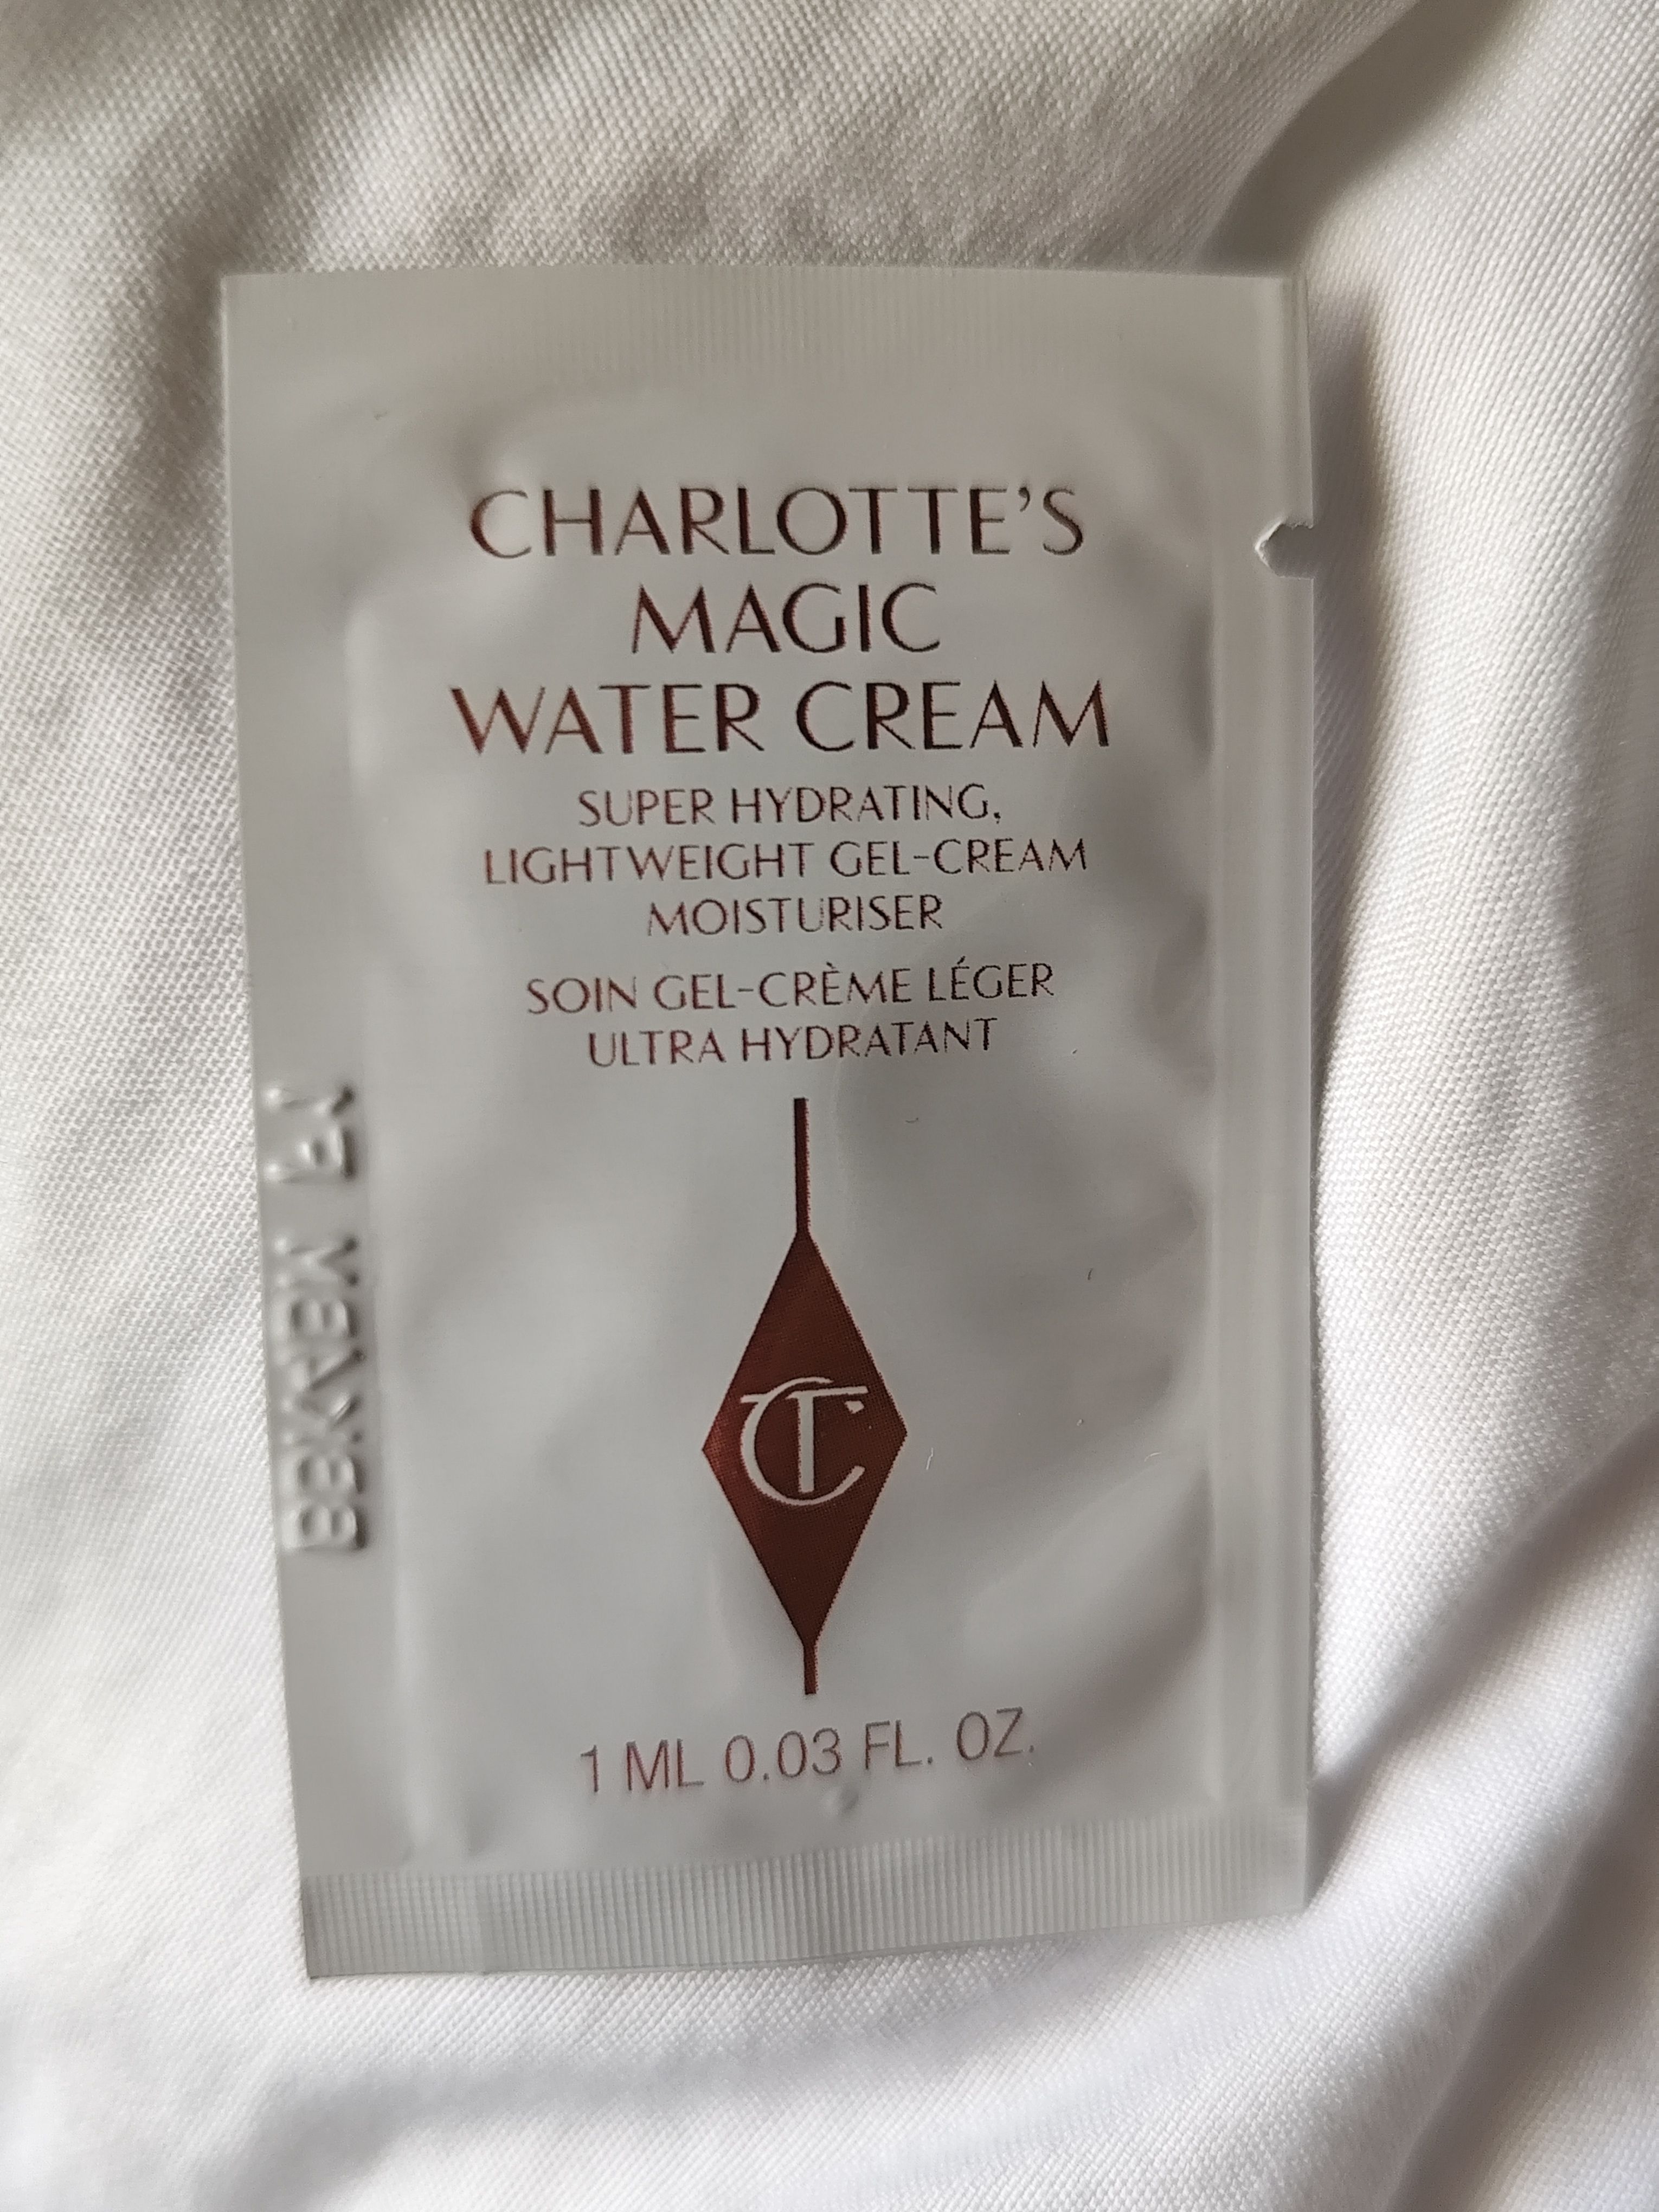 CHARLOTTE'S
MAGIC
WATER CREAM
SUPER HYDRATING,
LIGHTWEIGHT GEL-CREAM
MOISTURISER
SOIN GEL-CRÈME LÉGER
ULTRA HYDRATANT
CT
1 ML 0.03 FL. OZ.